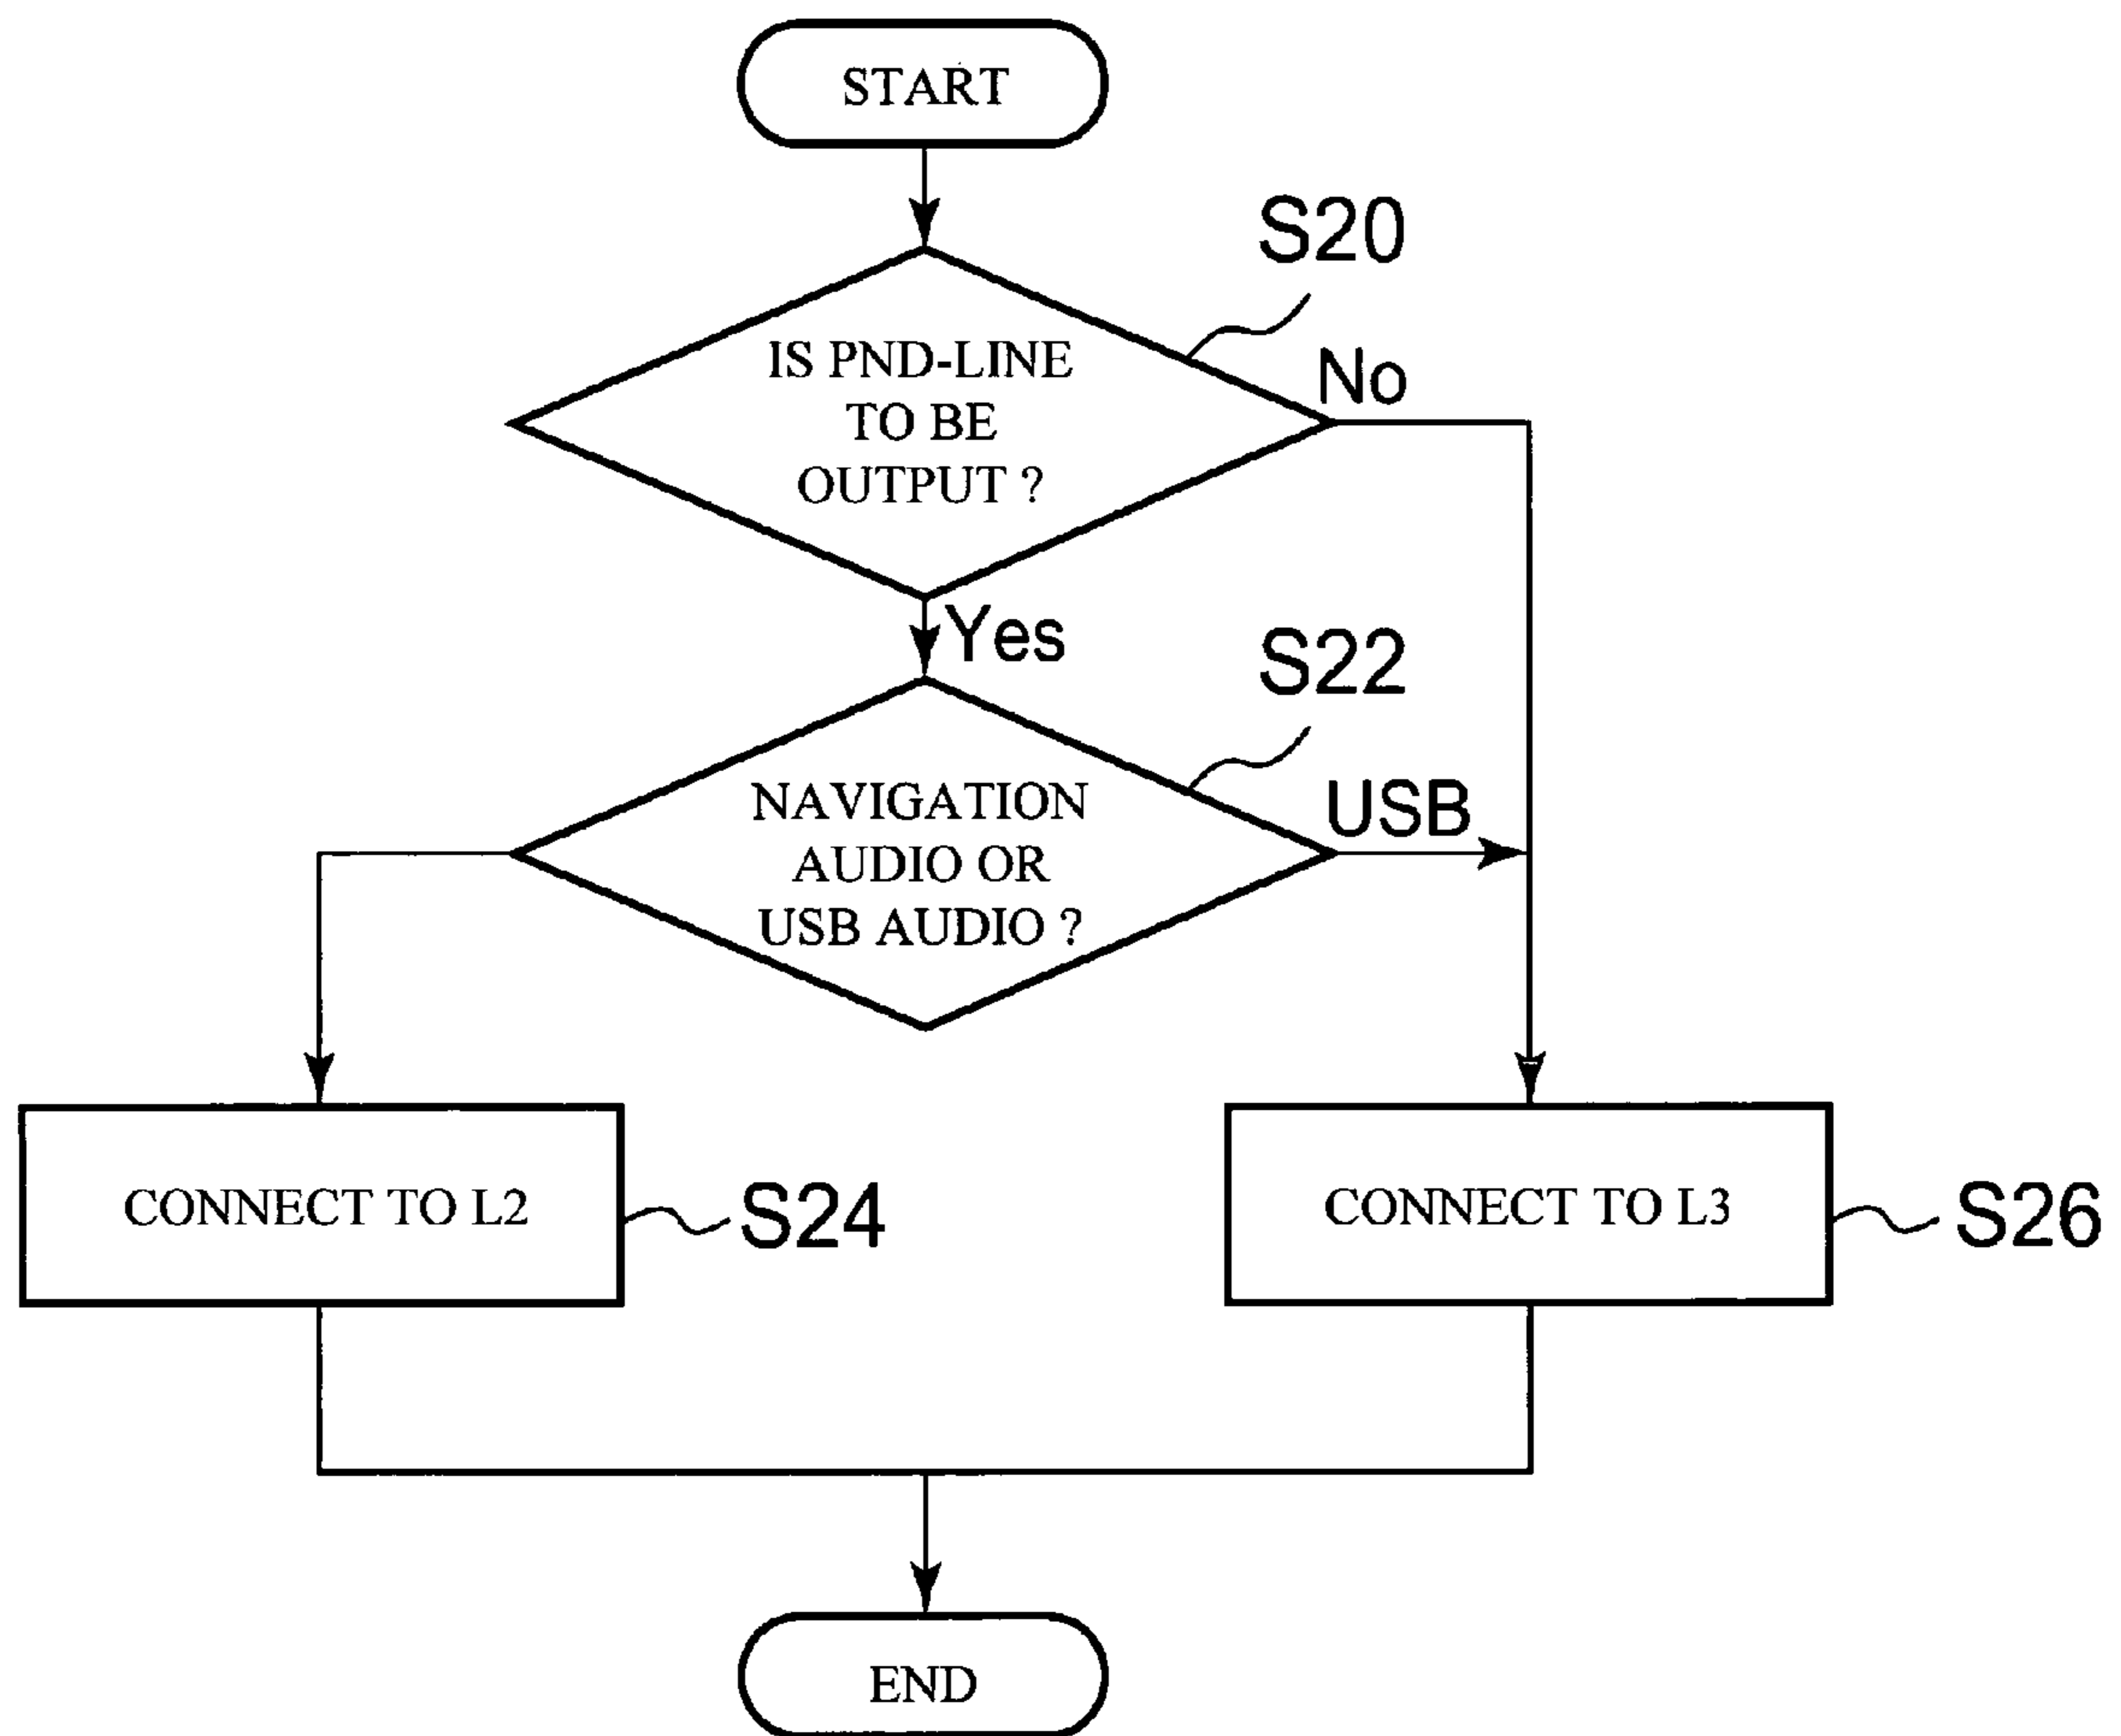 START
S20
IS PND-LINE
TO BE
OUTPUT ?
No
Yes
S22
NAVIGATION
AUDIO OR
USB AUDIO ?
USB
CONNECT TO L2
S24
CONNECT TO L3
S26
END